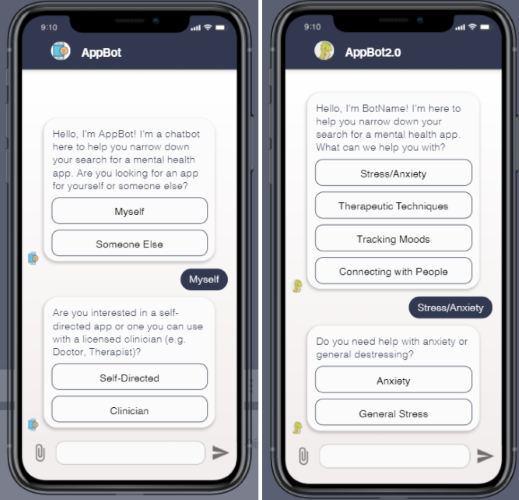 9:10
AppBot
Hello, I'm AppBot! I'm a chatbot
here to help you narrow down
your search for a mental health
app. Are you looking for an app
for yourself or someone else?
Myself
Someone Else
Myself
Are you interested in a self-
directed app or one you can use
with a licensed clinician (e.g.
Doctor, Therapist)?
Self-Directed
Clinician
9:10
AppBot2.0
Hello, I'm BotName! I'm here to
help you narrow down your
search for a mental health app.
What can we help you with?
Stress/Anxiety
Therapeutic Techniques
Tracking Moods
Connecting with People
Stress/Anxiety
Do you need help with anxiety or
general destressing?
Anxiety
General Stress